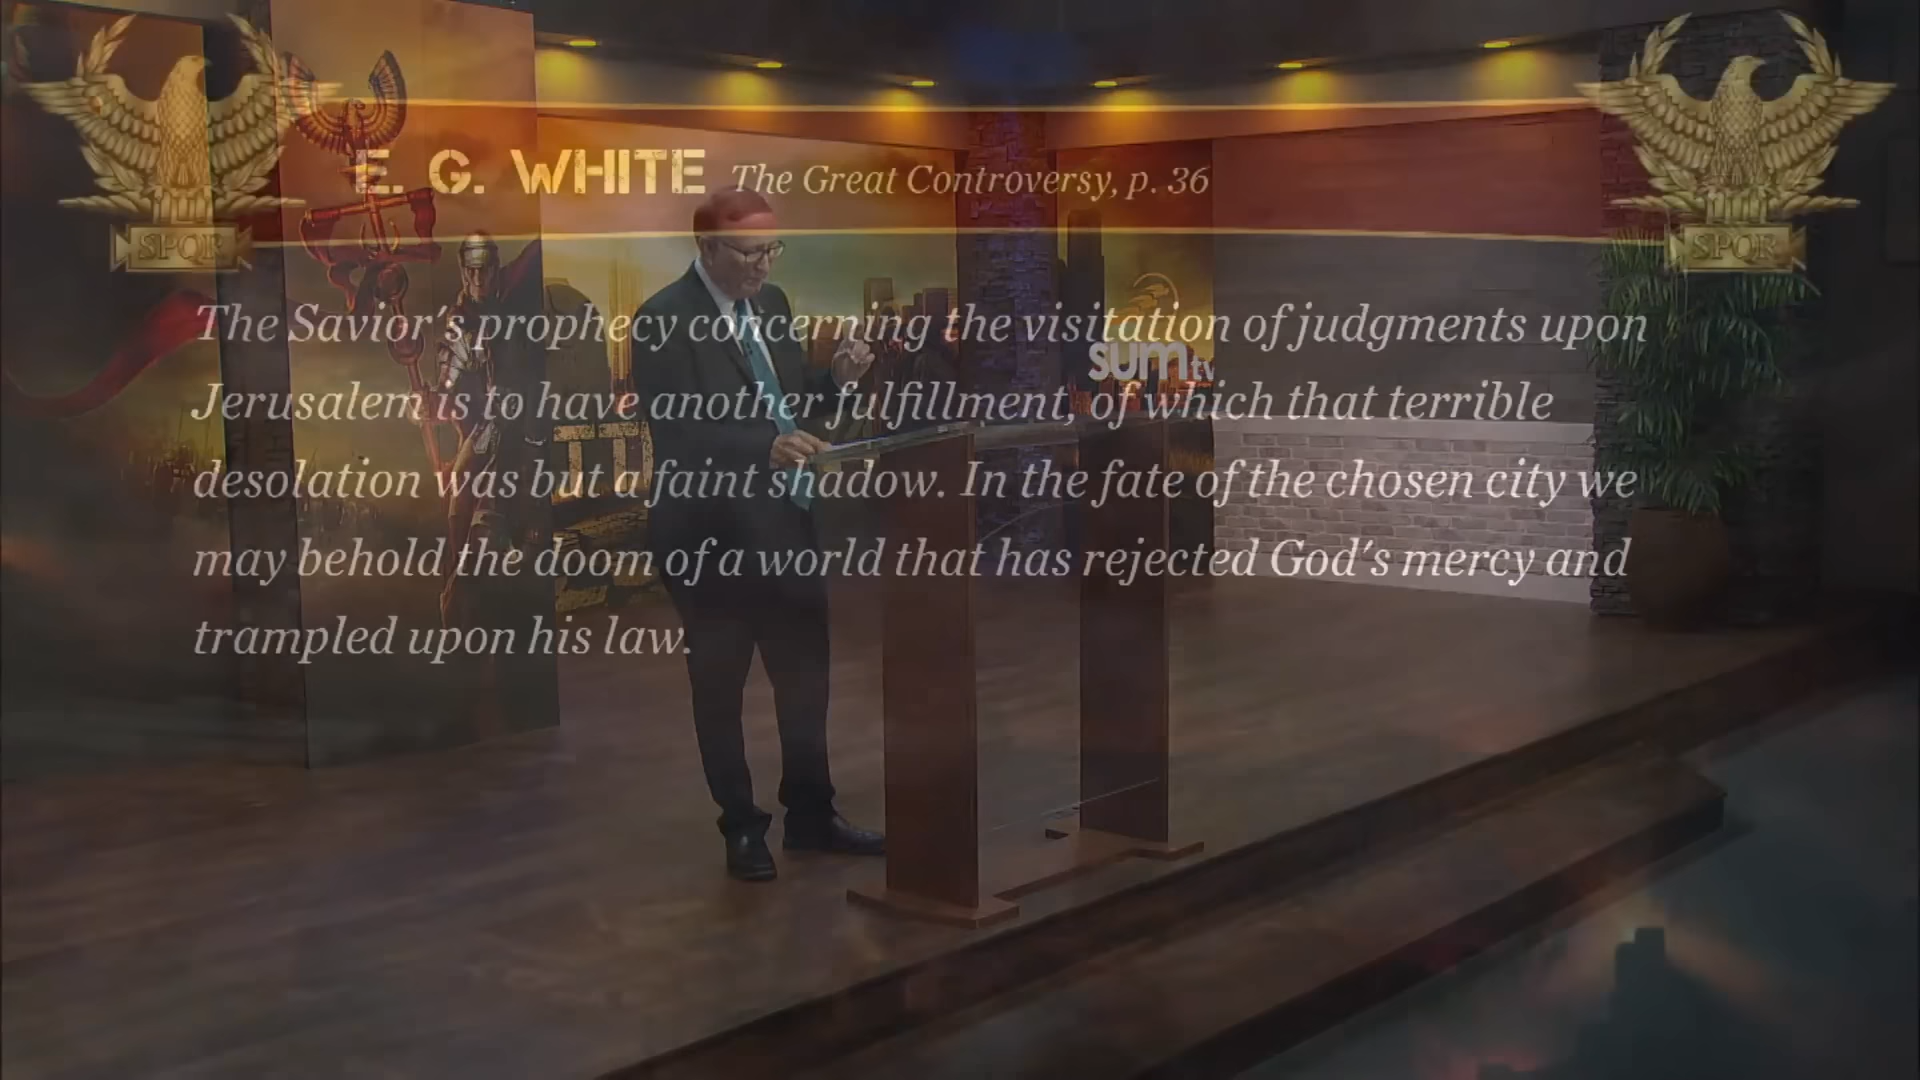 E. G. WHITE The Great Controversy, p. 36
SPQR
SPQR
The Savior's prophecy concerning the visitation of judgments upon
Jerusalem is to have another fulfillment, of which that terrible
desolation was but a faint shadow. In the fate of the chosen city we
may behold the doom of a world that has rejected God's mercy and
trampled upon his law.
sumtv